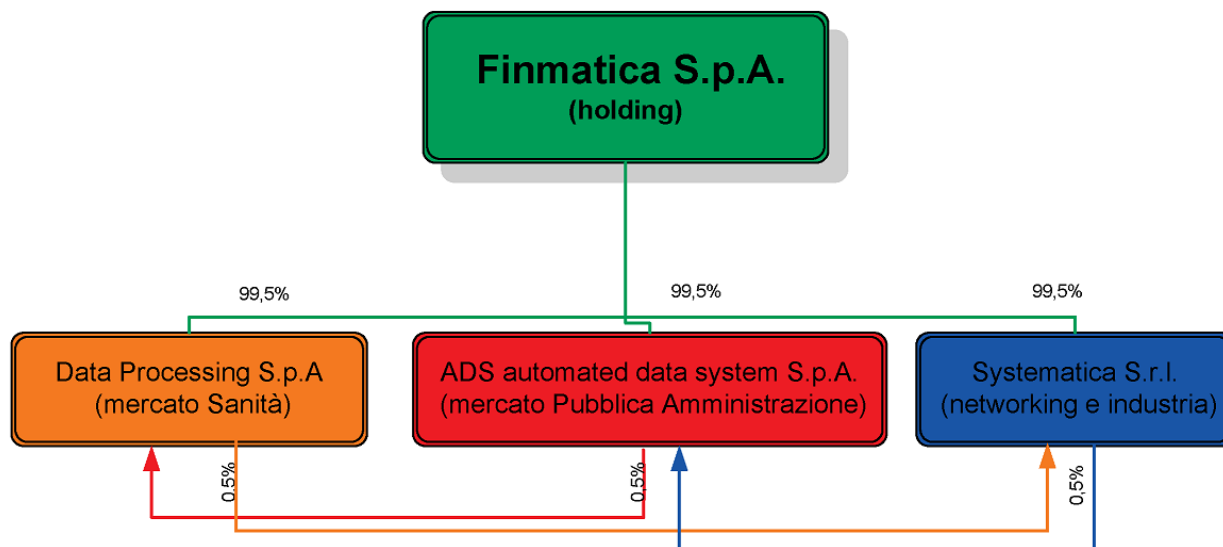 Finmatica S.p.A.
(holding)
99,5%
99,5%
99,5%
Data Processing S.p.A
(mercato Sanità)
ADS automated data system S.p.A.
(mercato Pubblica Amministrazione)
Systematica S.r.l.
(networking e industria)
0,5%
0,5%
0,5%